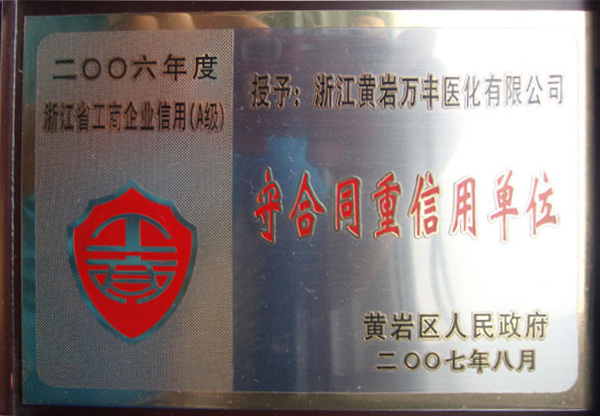 二〇〇六年度
浙江省工商企业信用(A级)
工商
授予：浙江黄岩万丰医化有限公司
守合同重信用单位
黄岩区人民政府
二〇〇七年八月